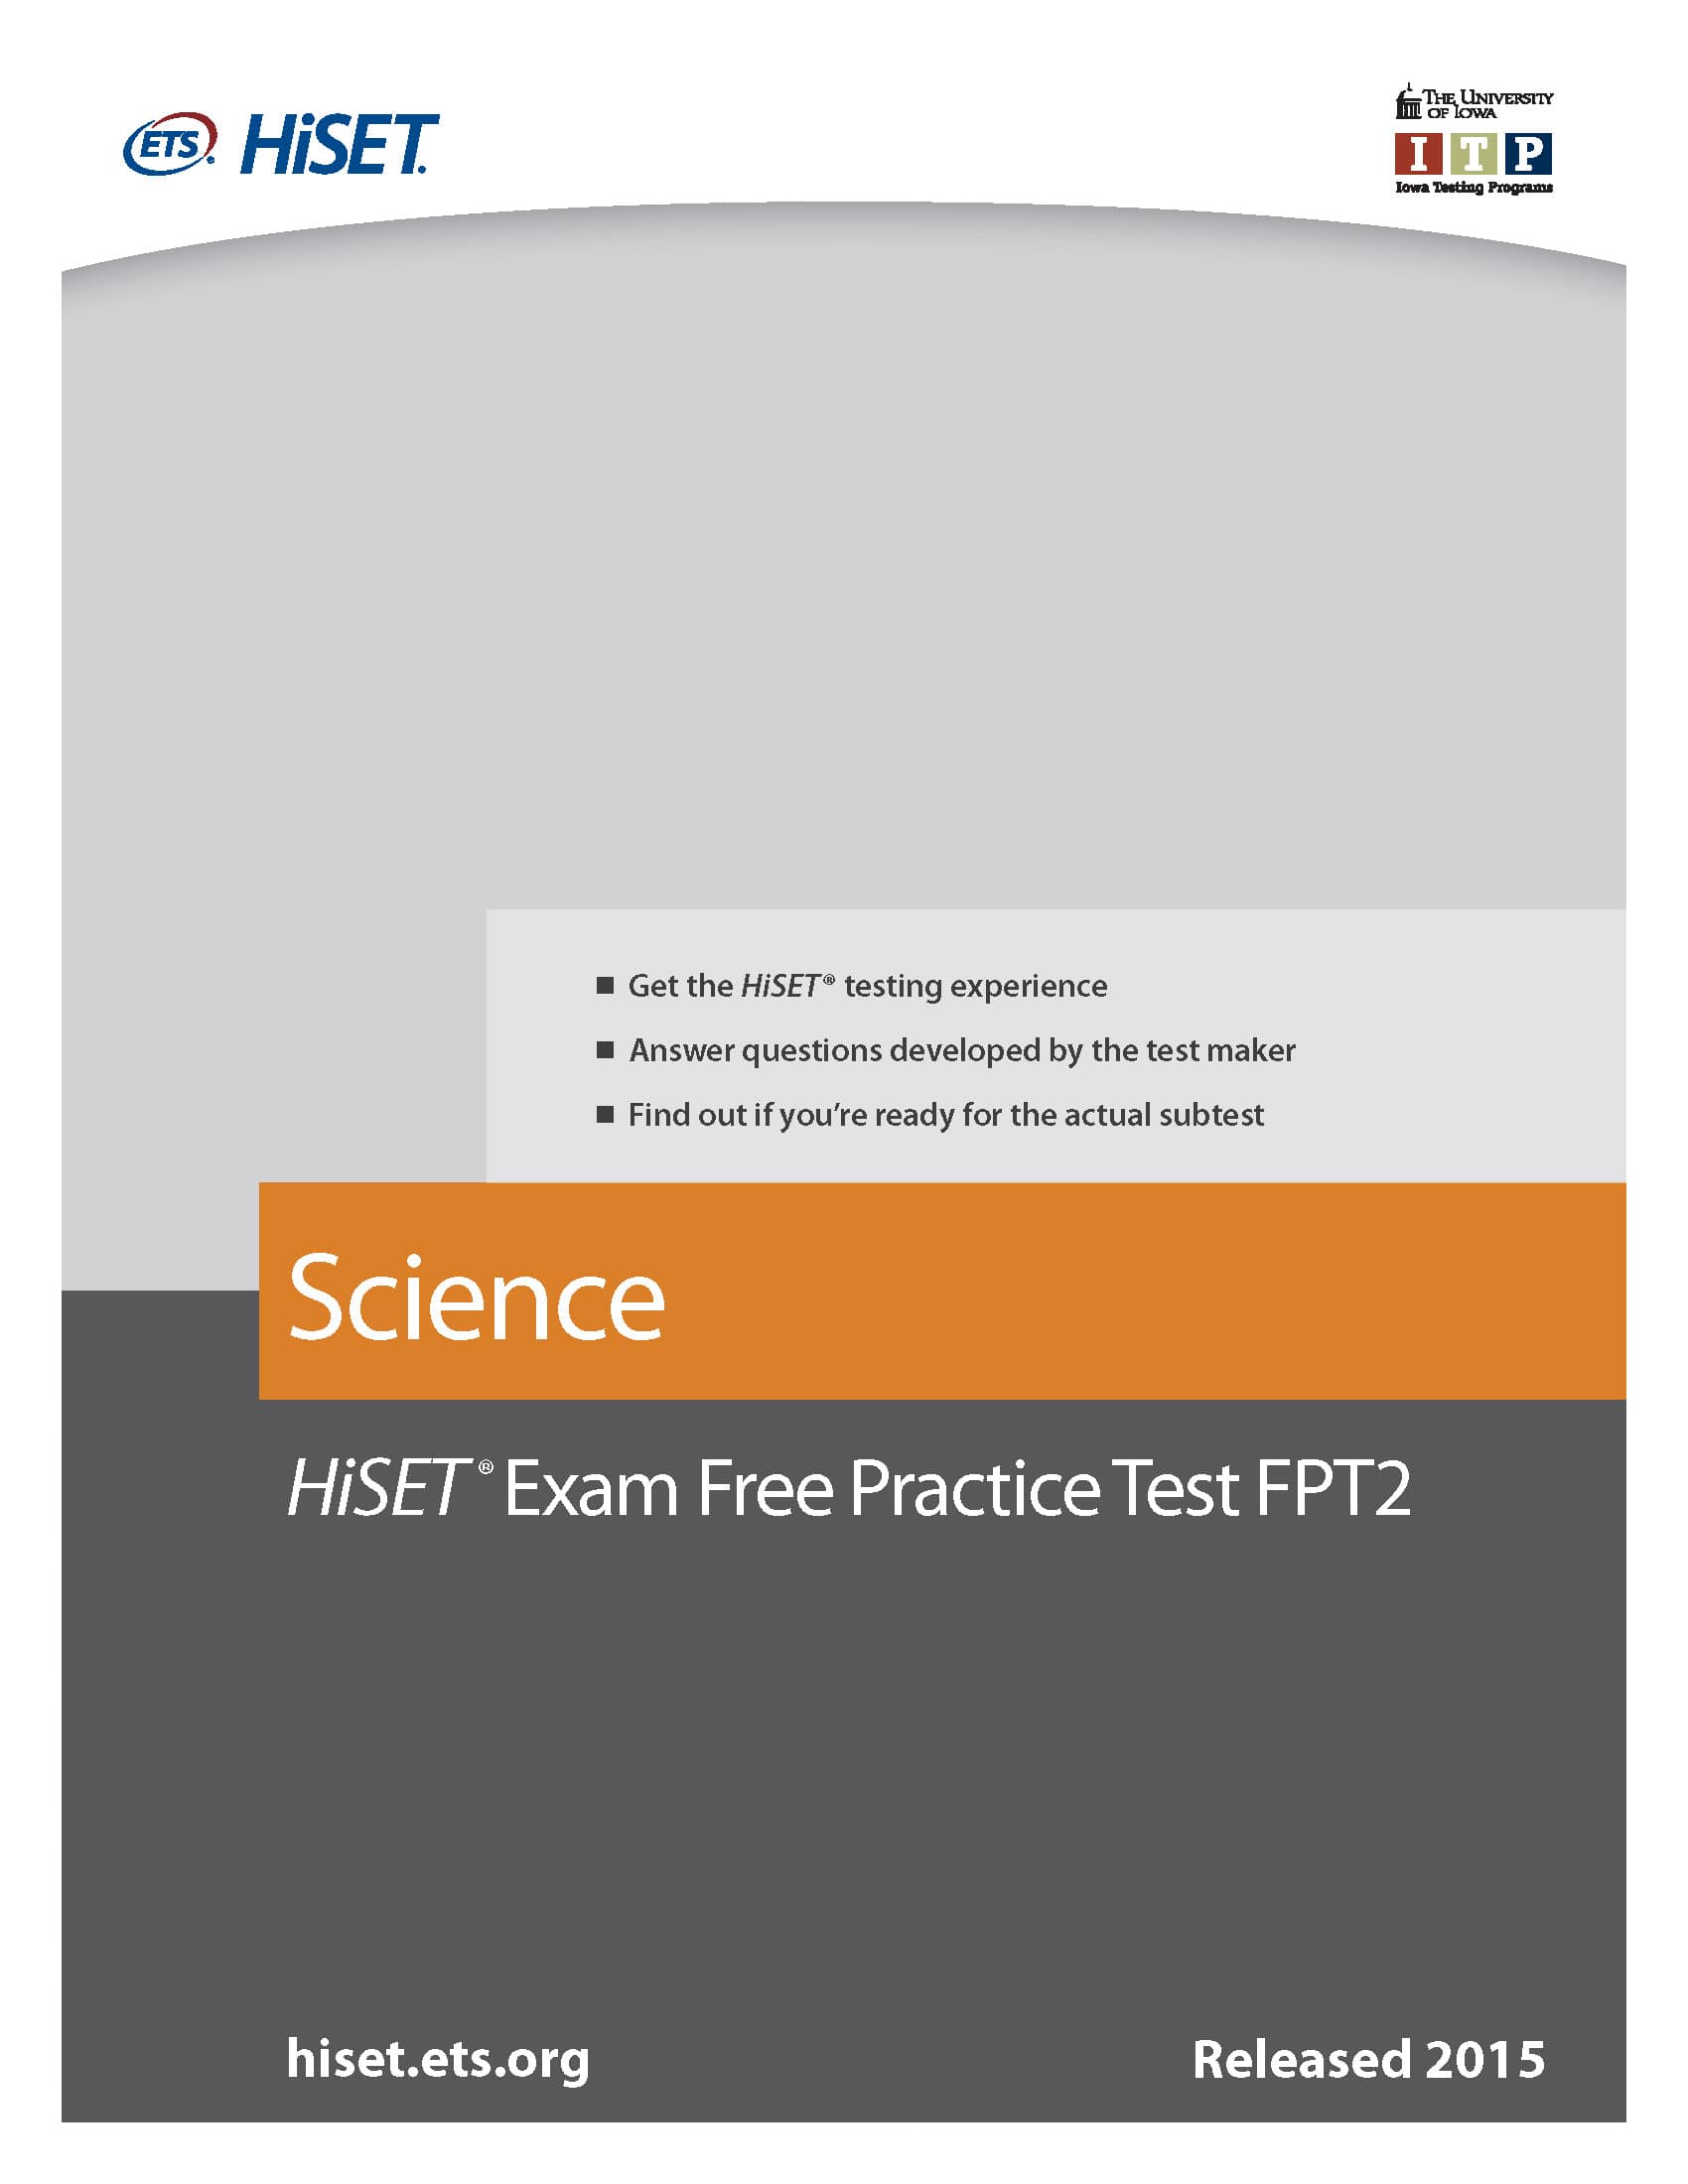 ETS® HiSET®
THE UNIVERSITY
OF IOWA
I T P
Iowa Testing Programs
■ Get the HiSET® testing experience
■ Answer questions developed by the test maker
■ Find out if you’re ready for the actual subtest
Science
HiSET® Exam Free Practice Test FPT2
hiset.ets.org
Released 2015